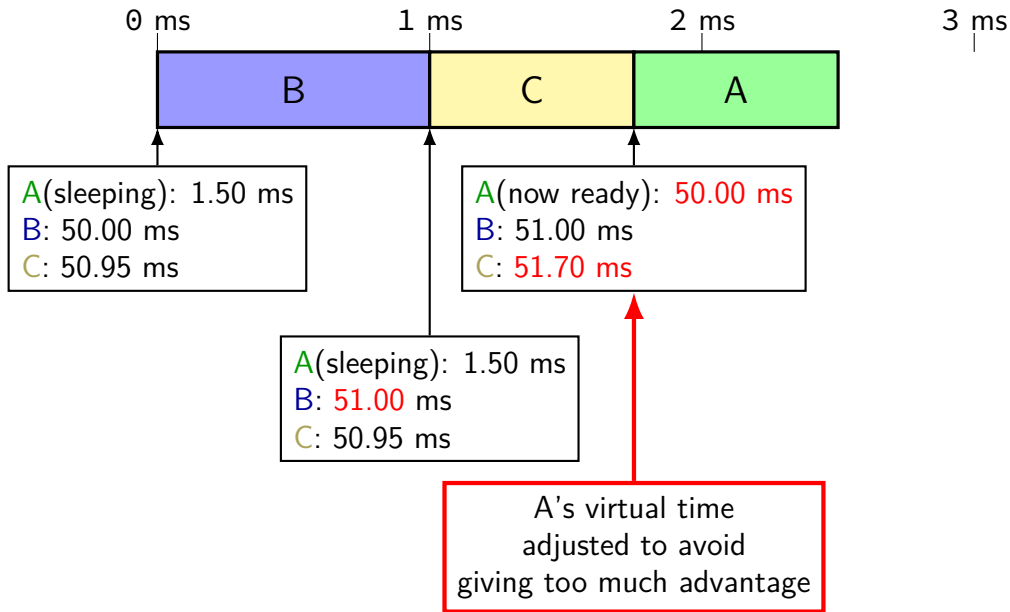 0 ms 1 ms 2 ms 3 ms
B C A
A(sleeping): 1.50 ms
B: 50.00 ms
C: 50.95 ms
A(now ready): 50.00 ms
B: 51.00 ms
C: 51.70 ms
A(sleeping): 1.50 ms
B: 51.00 ms
C: 50.95 ms
A's virtual time
adjusted to avoid
giving too much advantage